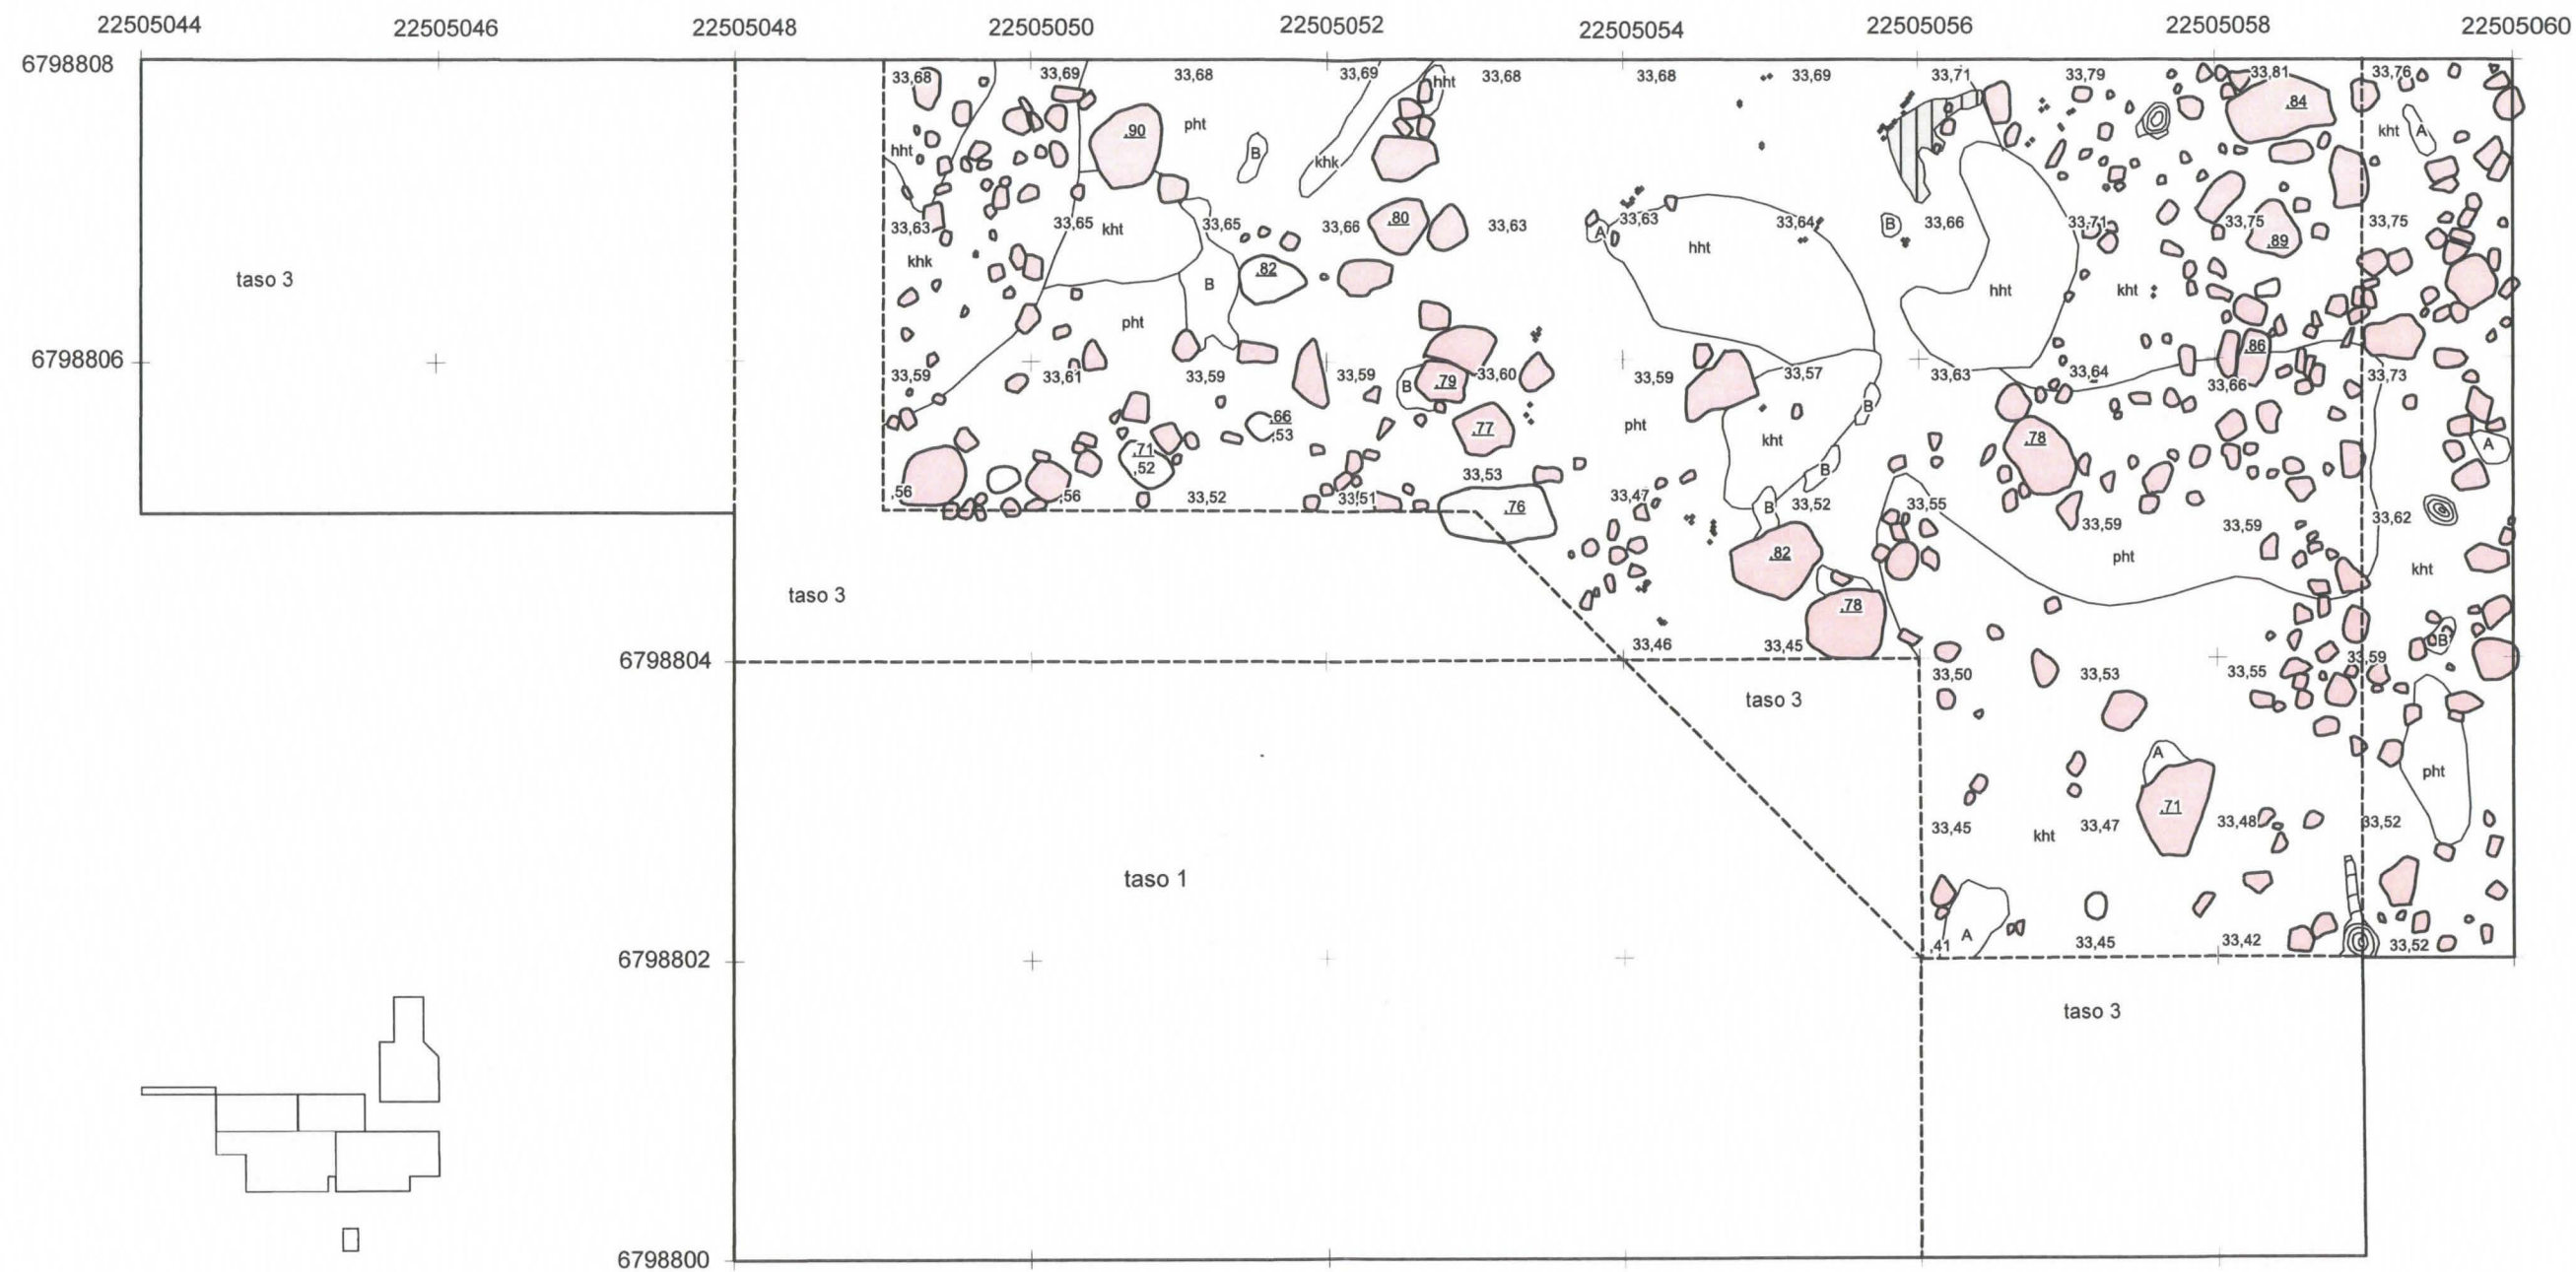 22505044 22505046 22505048 22505050 22505052 22505054 22505056 22505058 22505060
6798808
33,68 33,69 33,68 33,69 hht 33,68 33,68 33,69 33,71 33,79 33,81 33,76
.90 .84
pht kht A
hht B khk
33,63 33,65 kht 33,65 33,66 .80 33,63 A 33,63 33,64 B 33,66 33,71 33,75 .89 33,75
khk hht
taso 3 B .82 hht kht
pht
6798806 .86
33,59 33,61 33,59 33,59 B .79 33,60 33,59 33,57 33,63 33,64 33,66 33,73
B
.66 ,53 .77 pht kht .78 A
.71 ,52 33,53 B
.56 .56 33,52 33,51 .76 33,47 B 33,52 33,55 33,59 33,59 33,62
.82 pht kht
taso 3 .78
B
6798804 33,46 33,45 33,59
33,50 33,53 33,55
taso 3
A
pht
.71
33,45 kht 33,47 33,48 33,52
taso 1
A
6798802 .41 33,45 33,42 33,52
taso 3
6798800